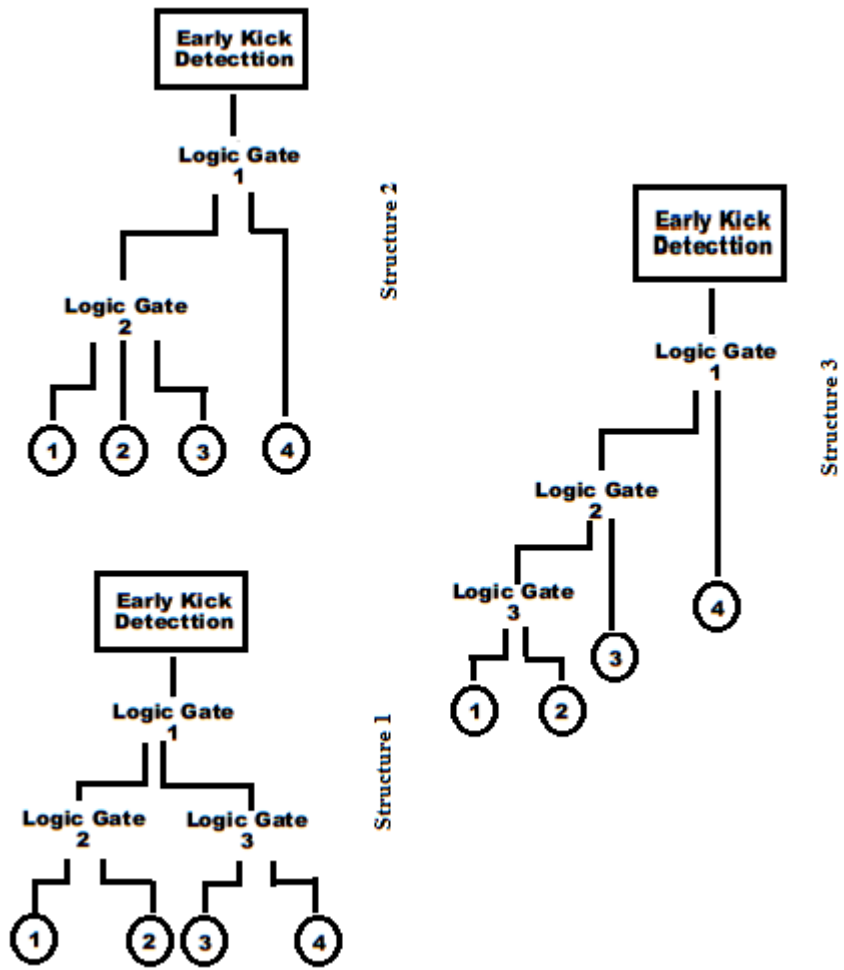 Early Kick
Detecttion
Logic Gate
1
Structure 2
Logic Gate
2
1 2 3 4
Early Kick
Detecttion
Logic Gate
1
Structure 3
Logic Gate
2
Logic Gate
3
4
3
1 2
Early Kick
Detecttion
Logic Gate
1
Structure 1
Logic Gate Logic Gate
2 3
1 2 3 4